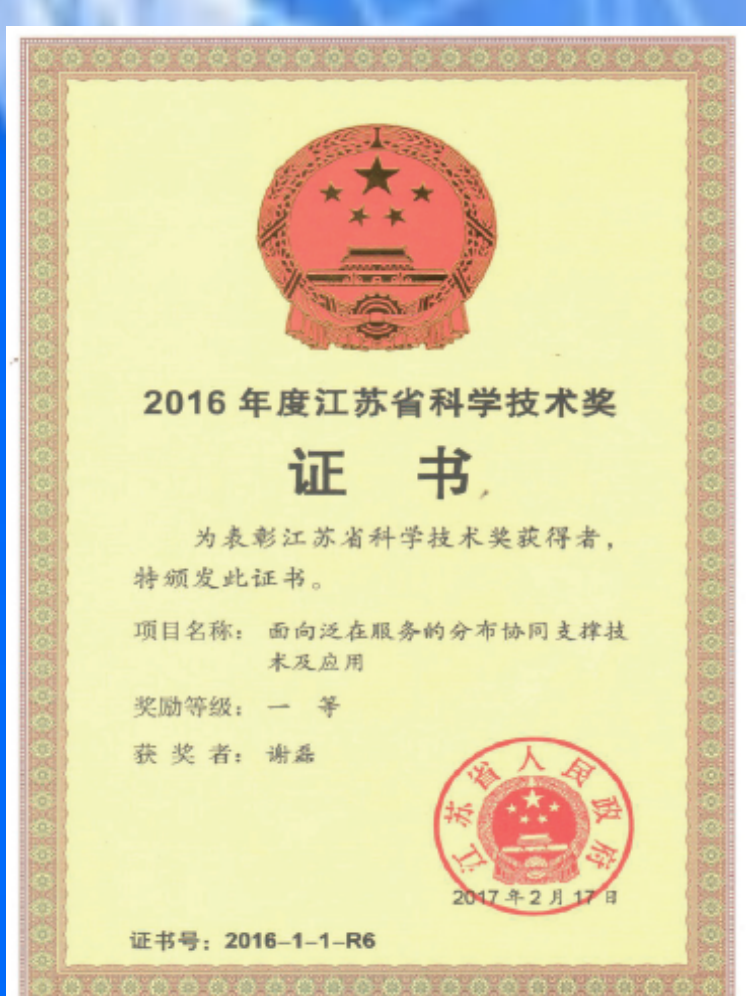 2016 年度江苏省科学技术奖
证 书
为表彰江苏省科学技术奖获得者，
特颁发此证书。
项目名称： 面向泛在服务的分布协同支撑技
术及应用
奖励等级： 一 等
获 奖 者： 谢磊
江苏省人民政府
2017 年 2 月 17 日
证书号：2016-1-1-R6